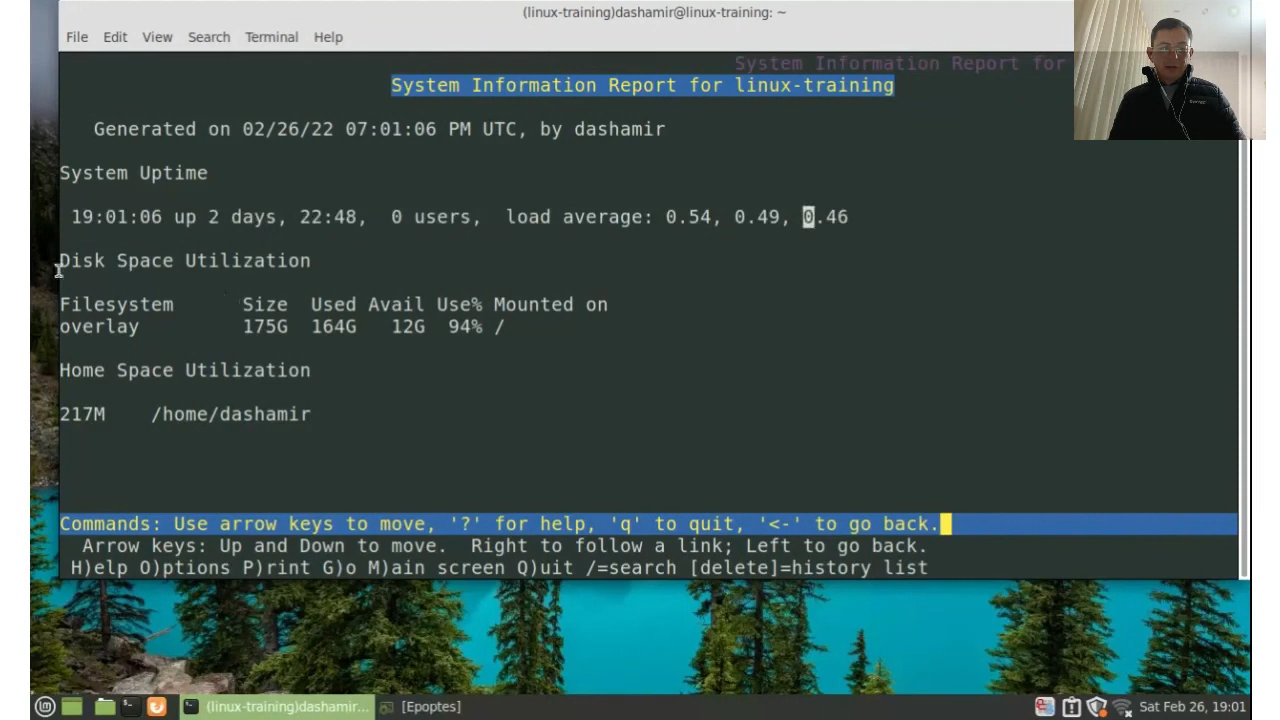 (linux-training)dashamir@linux-training: ~
File Edit View Search Terminal Help
System Information Report for
System Information Report for linux-training
Generated on 02/26/22 07:01:06 PM UTC, by dashamir
System Uptime
19:01:06 up 2 days, 22:48, 0 users, load average: 0.54, 0.49, 0.46
Disk Space Utilization
Filesystem Size Used Avail Use% Mounted on
overlay 175G 164G 12G 94% /
Home Space Utilization
217M /home/dashamir
Commands: Use arrow keys to move, '?' for help, 'q' to quit, '<-' to go back.
Arrow keys: Up and Down to move. Right to follow a link; Left to go back.
H)elp O)ptions P)rint G)o M)ain screen Q)uit /=search [delete]=history list
(linux-training)dashamir... [Epoptes] Sat Feb 26, 19:01